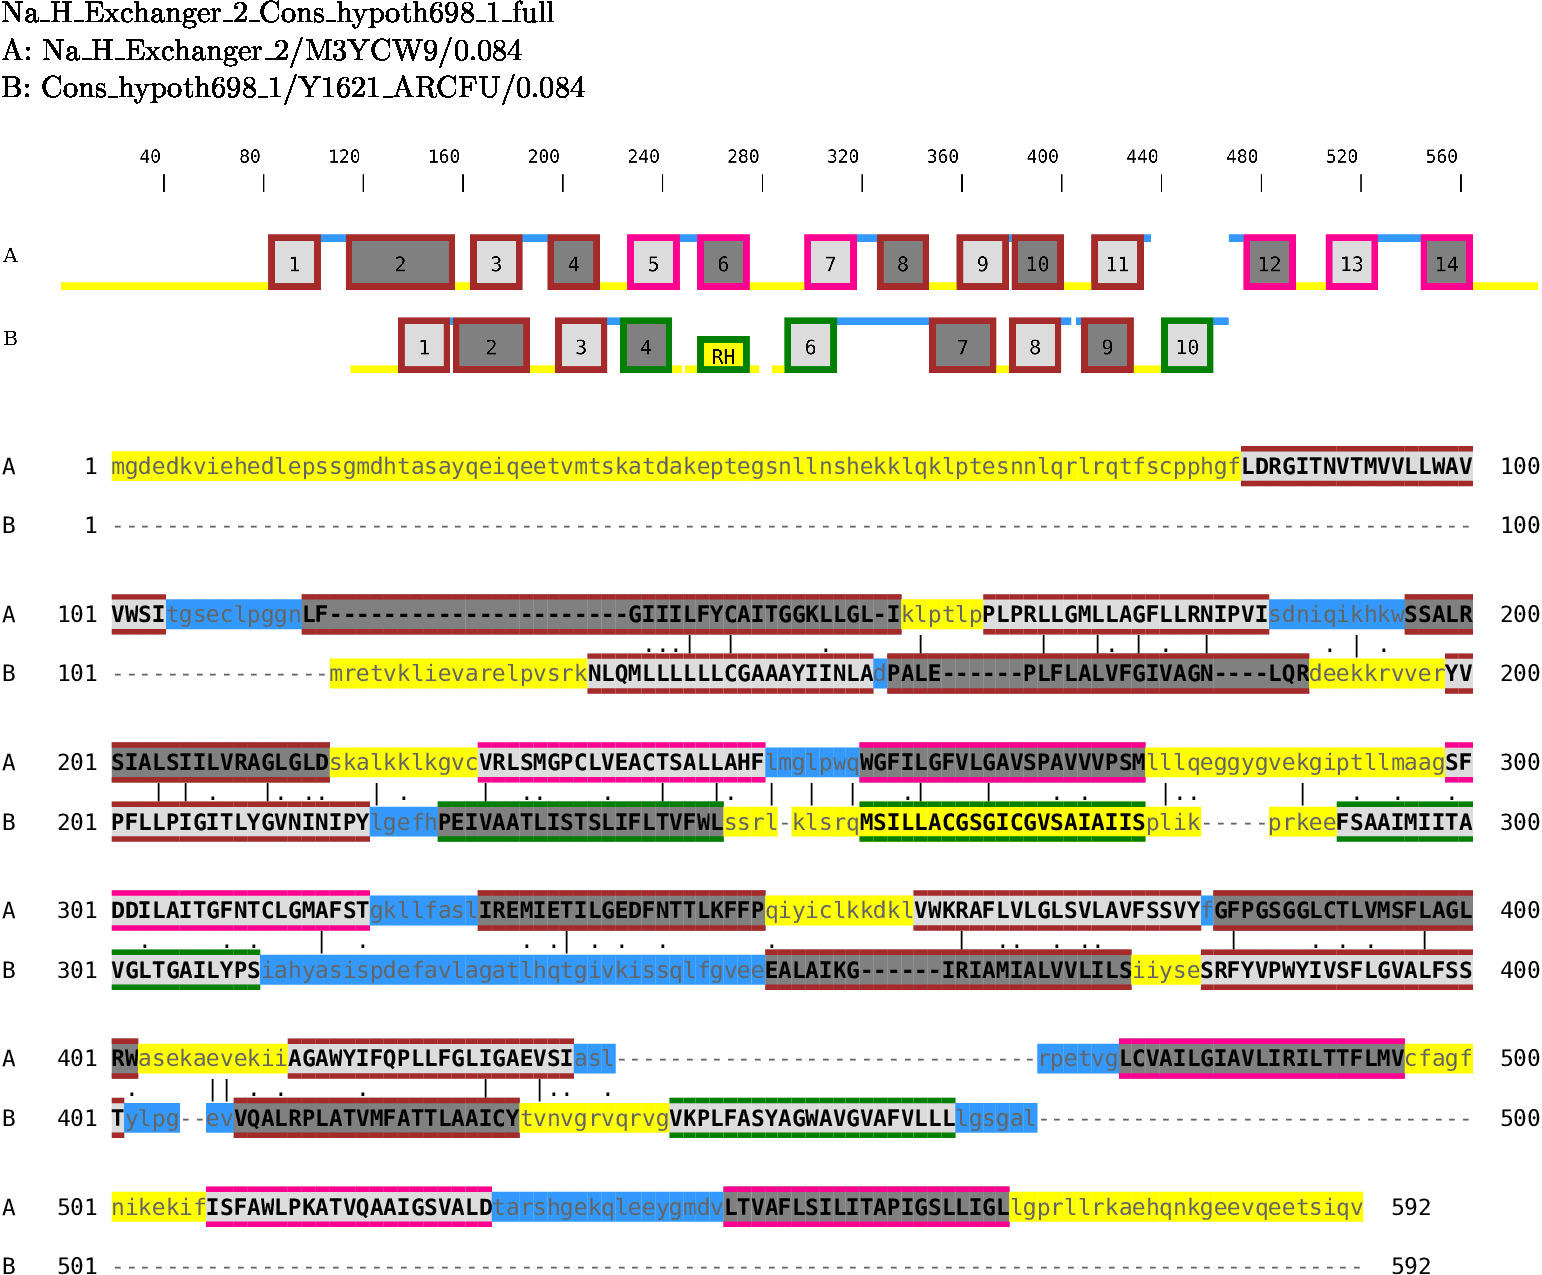 Na_H_Exchanger_2_Cons_hypoth698_1_full
A: Na_H_Exchanger_2/M3YCW9/0.084
B: Cons_hypoth698_1/Y1621_ARCFU/0.084
40 80 120 160 200 240 280 320 360 400 440 480 520 560
A 1 2 3 4 5 6 7 8 9 10 11 12 13 14
B 1 2 3 4 RH 6 7 8 9 10
A 1 mgdedkviehedlepssgmdhtasayqeiqeetvmtskatdakeptegsnllnshekklqklptesnnlqrlrqtfscpphgfLDRGITNVTMVVLLWAV 100
B 1 ---------------------------------------------------------------------------------------------------- 100
A 101 VWSItgseclpggnLF----------------------GIIILFYCAITGGKLLGL-IklptlpPLPRLLGMLLAGFLLRNIPVIsdniqikhkwSSALR 200
B 101 ----------------mretvklievarelpvsrkNLQMLLLLLLCGAAAYIINLAdPALE------PLFLALVFGIVAGN----LQRdeekkrvverYV 200
A 201 SIALSIILVRAGLGLDskalkklkgvcVRLSMGPCLVEACTSALLAHFlmglpwqWGFILGFVLGAVSPAVVVPSMlllqeggygvekgiptllmaagSF 300
B 201 PFLLPIGITLYGVNINIPYlgefhPEIVAATLISTSLIFLTVFWLssrl-klsrqMSILLACGSGICGVSAIAIISplik-----prkeeFSAAIMIITA 300
A 301 DDILAITGFNTCLGMAFSTgkllfaslIREMIETILGEDFNTTLKFFPqiyiclkkdklVWKRAFLVLGLSVLAVFSSVYfGFPGSGGLCTLVMSFLAGL 400
B 301 VGLTGAILYPSiahyasispdefavlagatlhqtgivkissqlfgveeEALAIKG------IRIAMIALVVLILSiiyseSRFYVPWYIVSFLGVALFSS 400
A 401 RWasekaevekiiAGAWYIFQPLLFGLIGAEVSIasl-------------------------------rpetvgLCVAILGIAVLIRILTTFLMVcfagf 500
B 401 Tylpg--evVQALRPLATVMFATTLAAICYtvnvgrvqrvgVKPLFASYAGWAVGVAFVLLLlgsgal-------------------------------- 500
A 501 nikekifISFAWLPKATVQAAIGSVALDtarshgekqleeygmdvLTVAFLSILITAPIGSLLIGLlgprllrkaehqnkgeevqeetsiqv 592
B 501 -------------------------------------------------------------------------------------------- 592